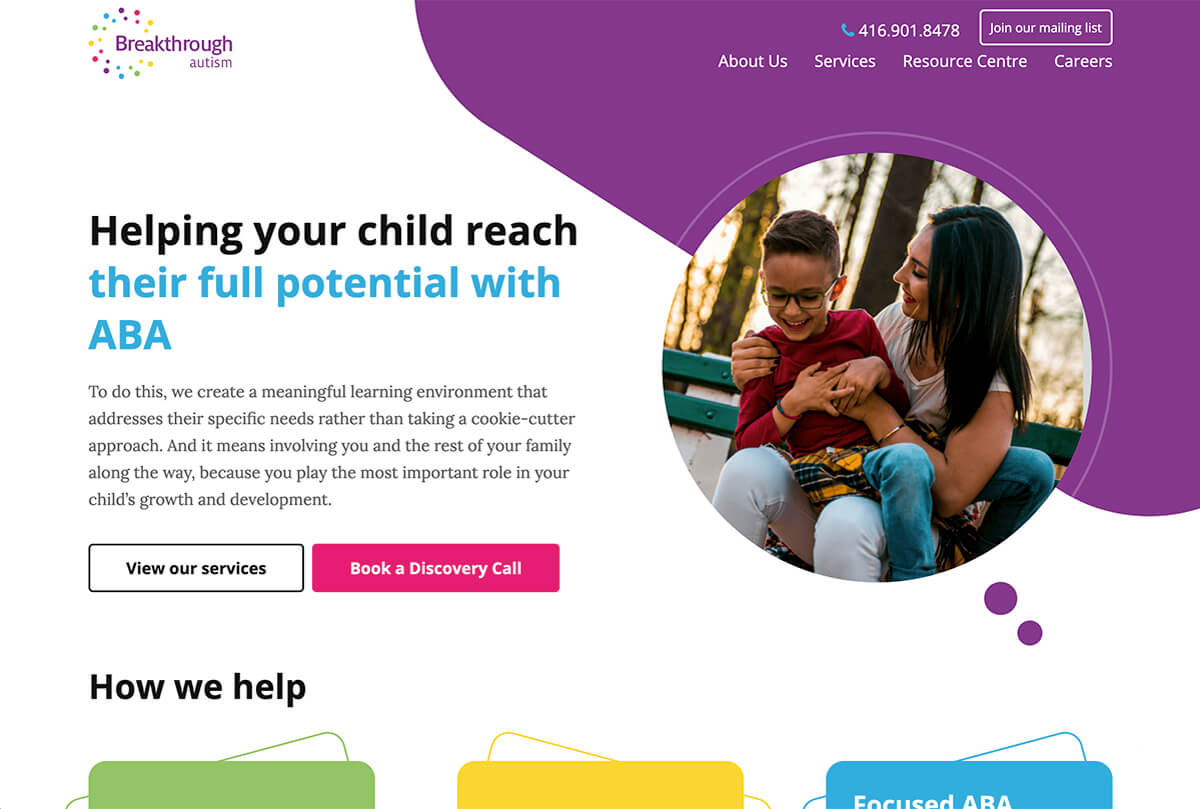 Breakthrough
autism
416.901.8478
Join our mailing list
About Us Services Resource Centre Careers
Helping your child reach
their full potential with
ABA
To do this, we create a meaningful learning environment that
addresses their specific needs rather than taking a cookie-cutter
approach. And it means involving you and the rest of your family
along the way, because you play the most important role in your
child’s growth and development.
View our services
Book a Discovery Call
How we help
Focused ABA